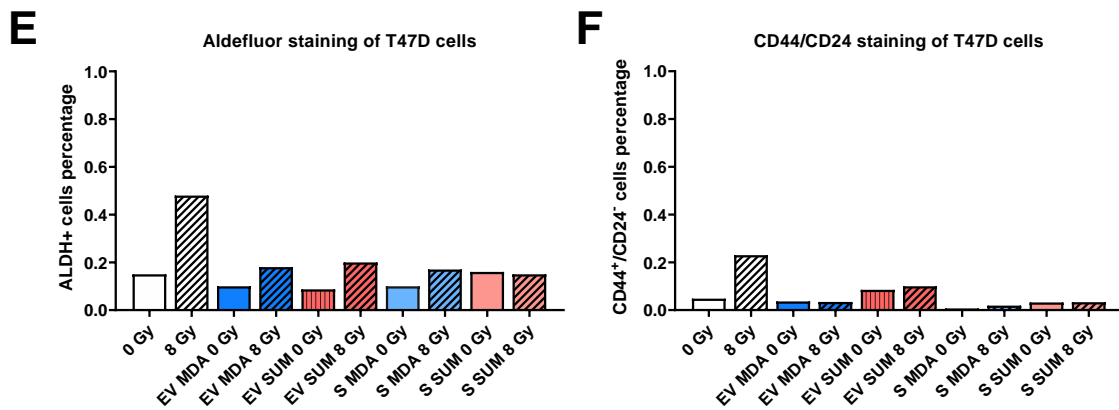 E
Aldefluor staining of T47D cells
ALDH+ cells percentage
1.0
0.8
0.6
0.4
0.2
0.0
0 Gy
8 Gy
EV MDA 0 Gy
EV MDA 8 Gy
EV SUM 0 Gy
EV SUM 8 Gy
S MDA 0 Gy
S MDA 8 Gy
S SUM 0 Gy
S SUM 8 Gy
F
CD44/CD24 staining of T47D cells
CD44⁺/CD24⁻ cells percentage
1.0
0.8
0.6
0.4
0.2
0.0
0 Gy
8 Gy
EV MDA 0 Gy
EV MDA 8 Gy
EV SUM 0 Gy
EV SUM 8 Gy
S MDA 0 Gy
S MDA 8 Gy
S SUM 0 Gy
S SUM 8 Gy